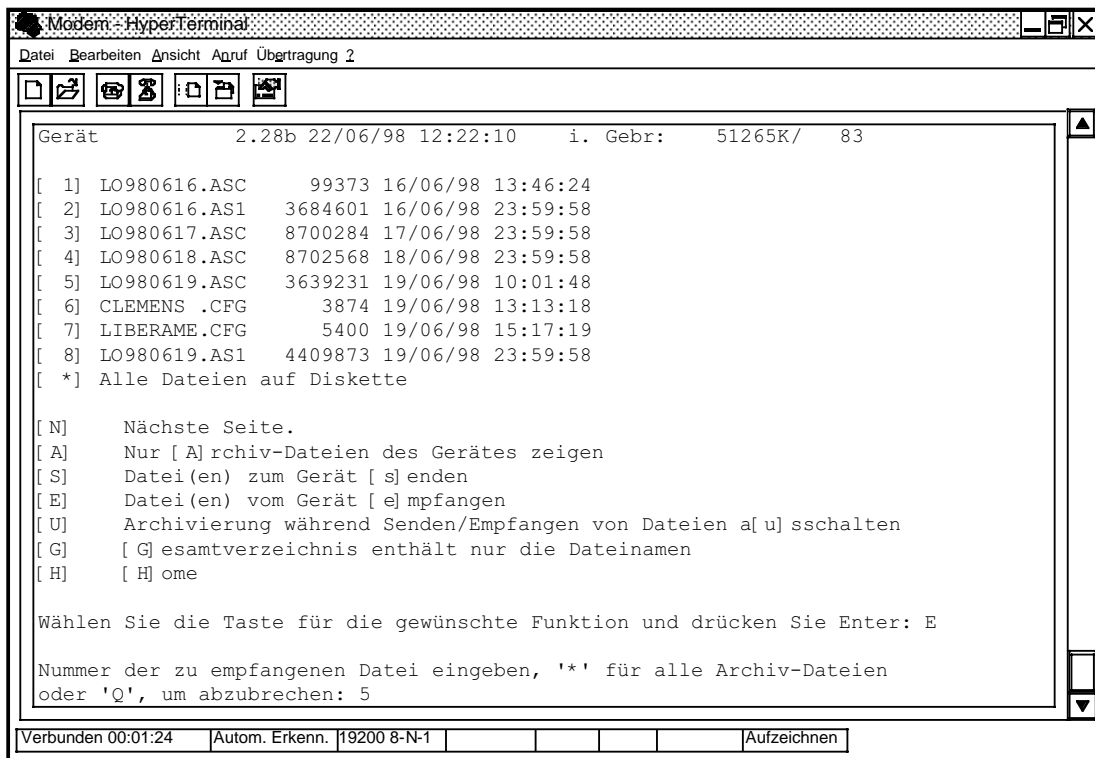 Modem - HyperTerminal
Datei Bearbeiten Ansicht Anruf Übertragung ?
Gerät 2.28b 22/06/98 12:22:10 i. Gebr: 51265K/ 83
[ 1] LO980616.ASC 99373 16/06/98 13:46:24
[ 2] LO980616.AS1 3684601 16/06/98 23:59:58
[ 3] LO980617.ASC 8700284 17/06/98 23:59:58
[ 4] LO980618.ASC 8702568 18/06/98 23:59:58
[ 5] LO980619.ASC 3639231 19/06/98 10:01:48
[ 6] CLEMENS .CFG 3874 19/06/98 13:13:18
[ 7] LIBERAME.CFG 5400 19/06/98 15:17:19
[ 8] LO980619.AS1 4409873 19/06/98 23:59:58
[ *] Alle Dateien auf Diskette
[ N] Nächste Seite.
[ A] Nur [ A] rchiv-Dateien des Gerätes zeigen
[ S] Datei(en) zum Gerät [ s] enden
[ E] Datei(en) vom Gerät [ e] mpfangen
[ U] Archivierung während Senden/Empfangen von Dateien a[ u] sschalten
[ G] [ G] esamtverzeichnis enthält nur die Dateinamen
[ H] [ H] ome
Wählen Sie die Taste für die gewünschte Funktion und drücken Sie Enter: E
Nummer der zu empfangenen Datei eingeben, '*' für alle Archiv-Dateien
oder 'Q', um abzubrechen: 5
Verbunden 00:01:24 Autom. Erkenn. 19200 8-N-1 Aufzeichnen